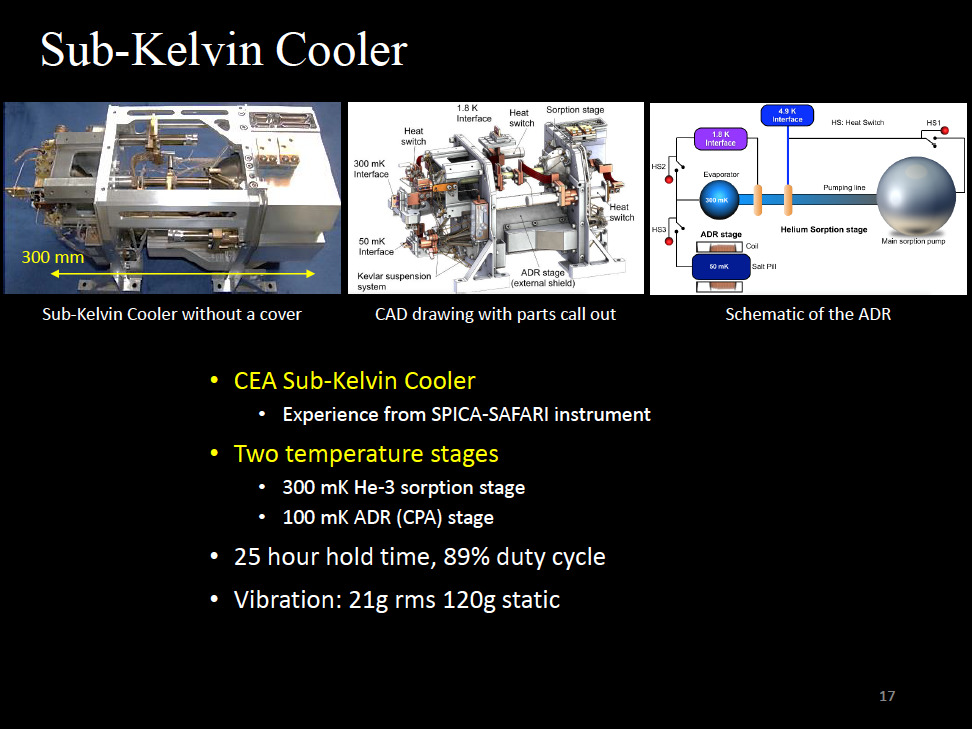 Sub-Kelvin Cooler
300 mm
1.8 K
Interface
Heat
switch
Sorption stage
Heat
switch
300 mK
Interface
Heat
switch
50 mK
Interface
Kevlar suspension
system
ADR stage
(external shield)
4.9 K
Interface
HS: Heat Switch
HS1
1.8 K
Interface
HS2
Evaporator
300 mK
Pumping line
HS3
ADR stage
Helium Sorption stage
Main sorption pump
Coil
50 mK
Salt Pill
Sub-Kelvin Cooler without a cover
CAD drawing with parts call out
Schematic of the ADR
• CEA Sub-Kelvin Cooler
• Experience from SPICA-SAFARI instrument
• Two temperature stages
• 300 mK He-3 sorption stage
• 100 mK ADR (CPA) stage
• 25 hour hold time, 89% duty cycle
• Vibration: 21g rms 120g static
17